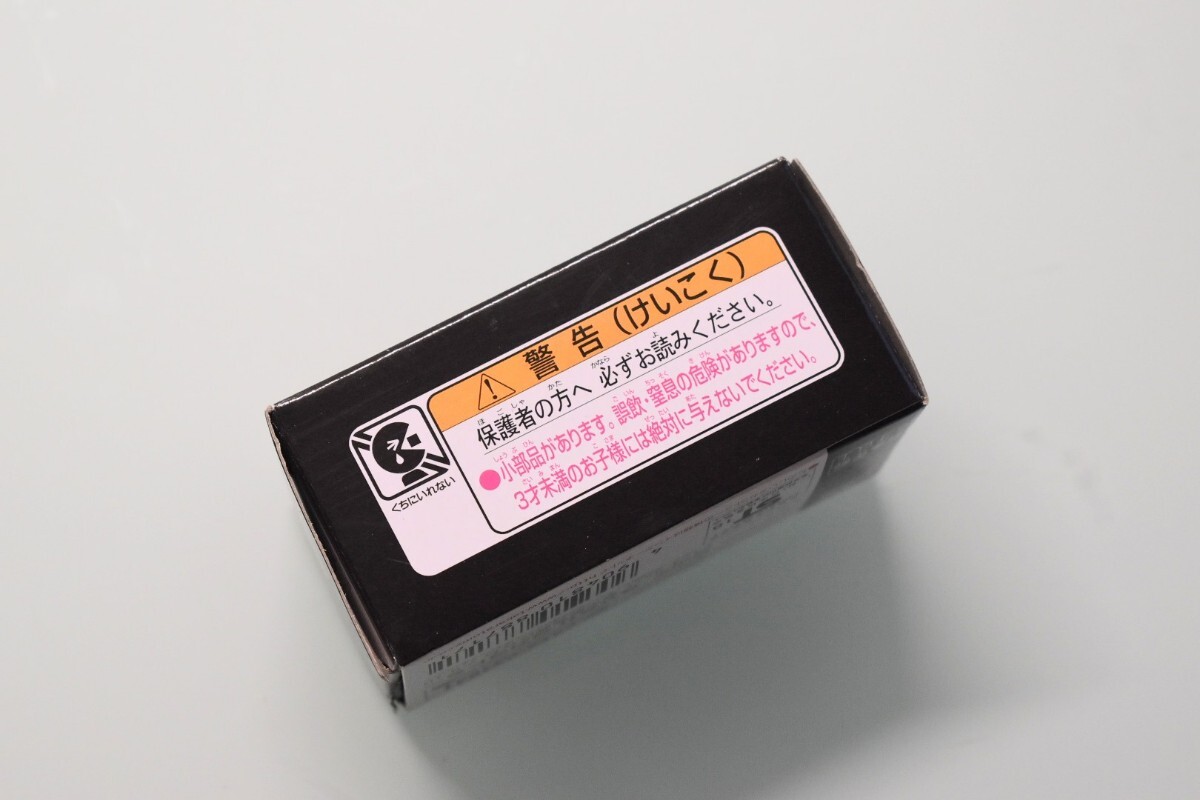 警告(けいこく)
保護者の方へ 必ずお読みください。
●小部品があります。誤飲・窒息の危険がありますので、
3才未満のお子様には絶対に与えないでください。
くちにいれない